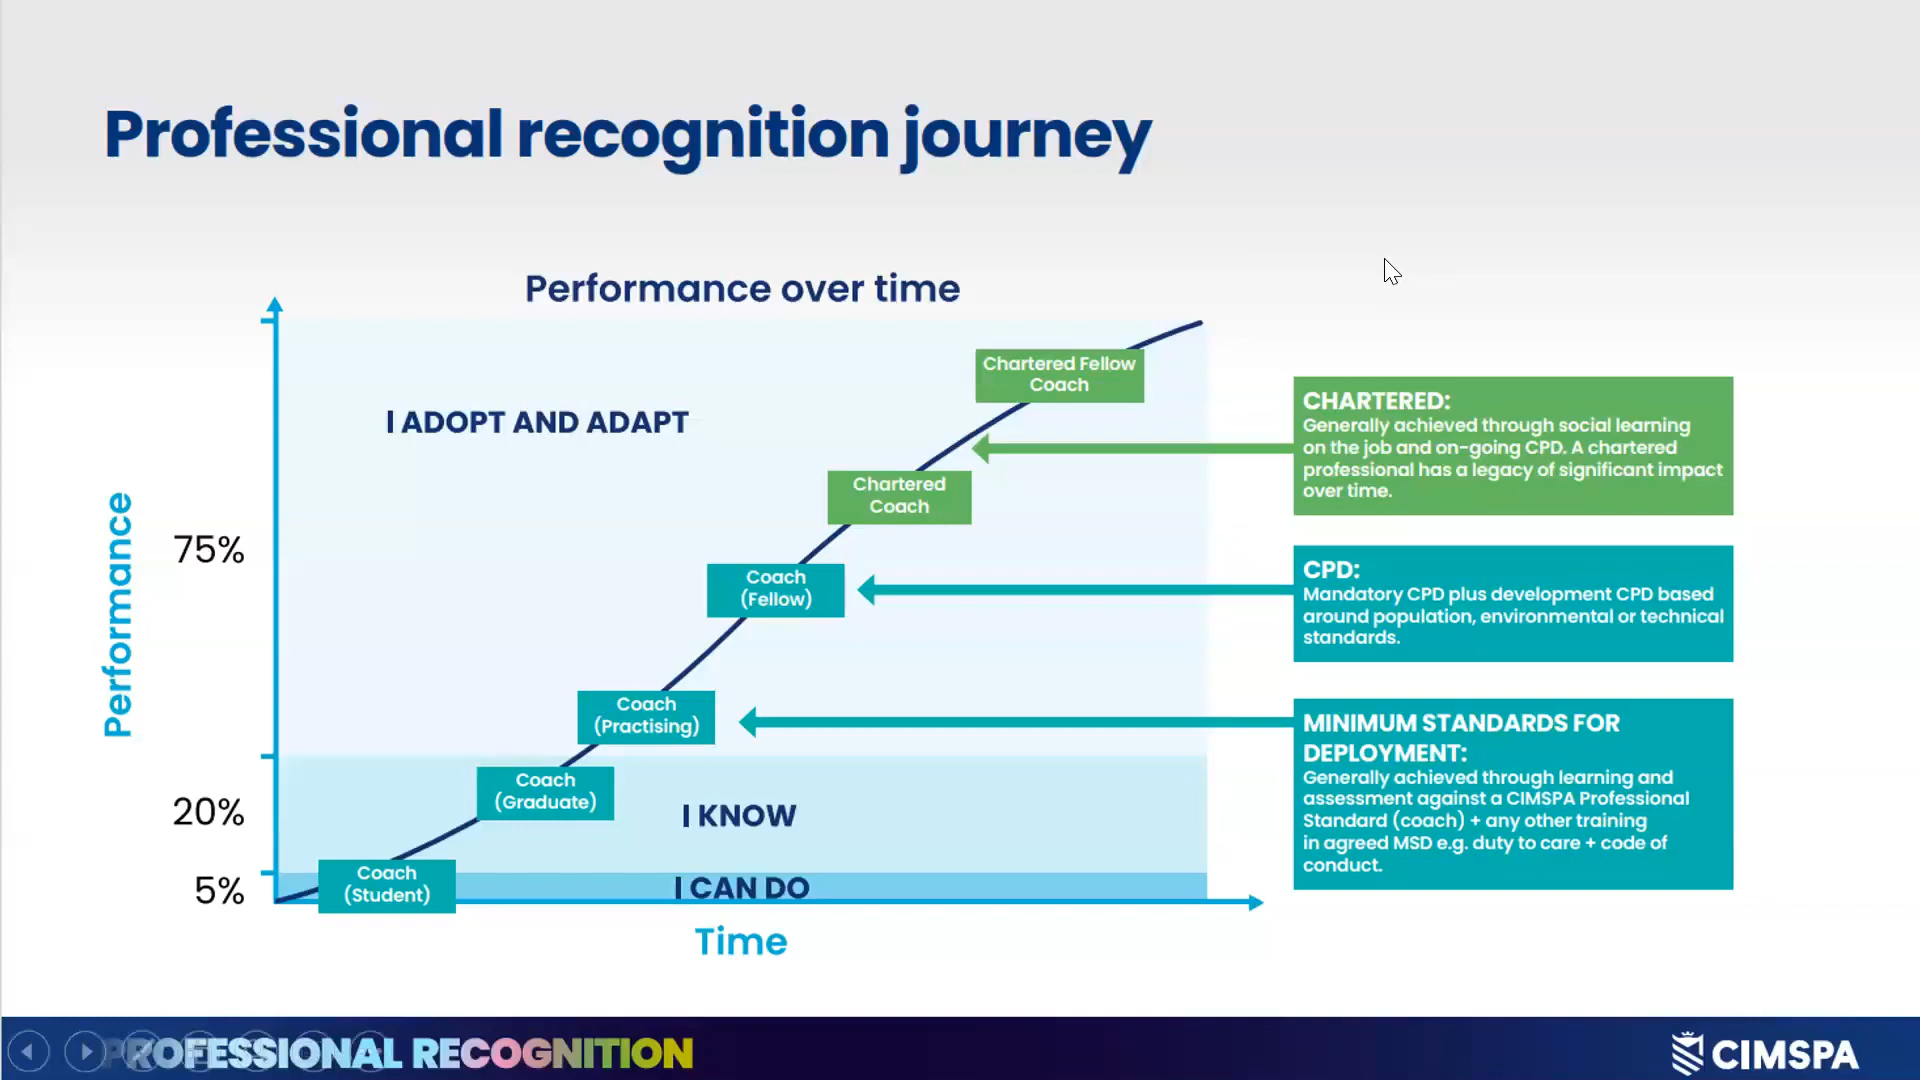 Professional recognition journey
Performance over time
Chartered Fellow
Coach
I ADOPT AND ADAPT
Chartered
Coach
75%
Coach
(Fellow)
Coach
(Practising)
Coach
(Graduate)
20%
I KNOW
Coach
(Student)
5%
I CAN DO
Performance
Time
CHARTERED:
Generally achieved through social learning
on the job and on-going CPD. A chartered
professional has a legacy of significant impact
over time.
CPD:
Mandatory CPD plus development CPD based
around population, environmental or technical
standards.
MINIMUM STANDARDS FOR
DEPLOYMENT:
Generally achieved through learning and
assessment against a CIMSPA Professional
Standard (coach) + any other training
in agreed MSD e.g. duty to care + code of
conduct.
PROFESSIONAL RECOGNITION
CIMSPA